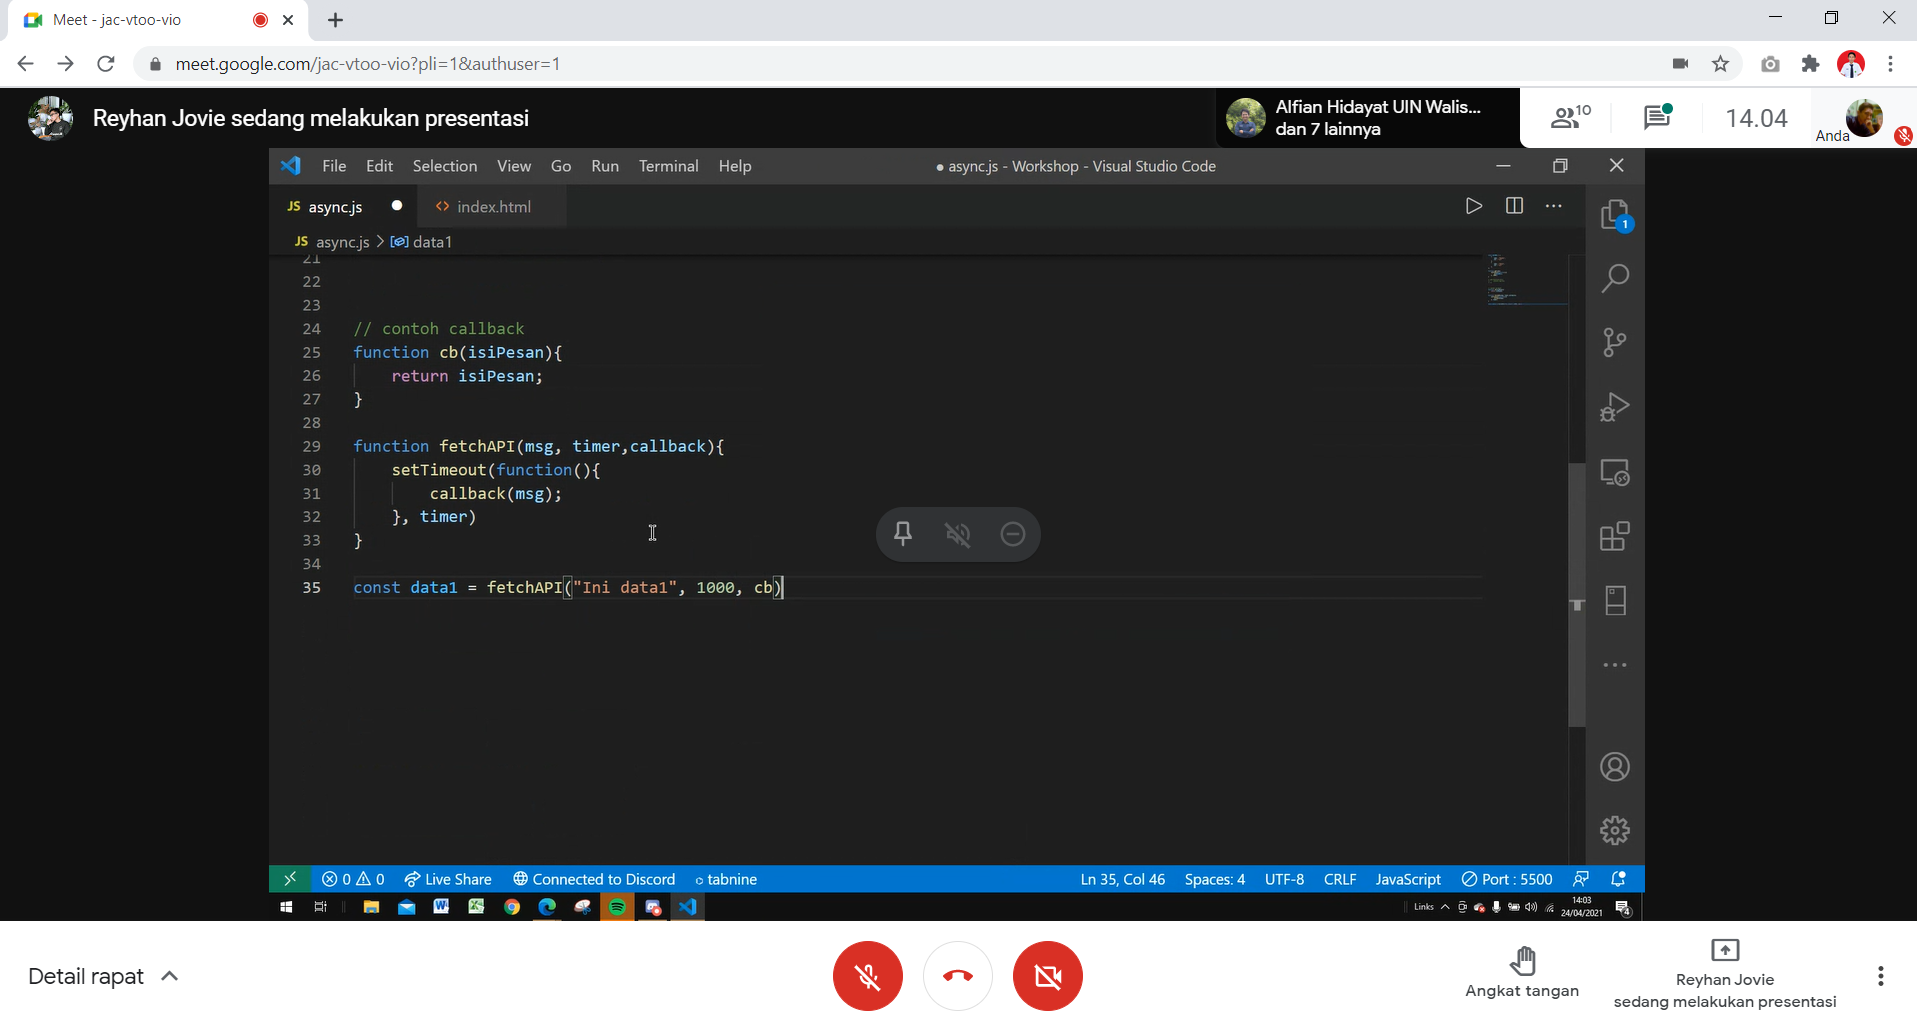 Meet - jac-vtoo-vio
meet.google.com/jac-vtoo-vio?pli=1&authuser=1
Reyhan Jovie sedang melakukan presentasi
Alfian Hidayat UIN Walis...
dan 7 lainnya
10
14.04
Anda
File Edit Selection View Go Run Terminal Help
● async.js - Workshop - Visual Studio Code
JS async.js ●
<> index.html
JS async.js > data1
1
21
22
23
24 // contoh callback
25 function cb(isiPesan){
26 return isiPesan;
27 }
28
29 function fetchAPI(msg, timer,callback){
30 setTimeout(function(){
31 callback(msg);
32 }, timer)
33 }
34
35 const data1 = fetchAPI("Ini data1", 1000, cb)
0 0 Live Share Connected to Discord tabnine
Ln 35, Col 46 Spaces: 4 UTF-8 CRLF JavaScript Port : 5500
Links
14:03
24/04/2021
4
Detail rapat
Angkat tangan
Reyhan Jovie
sedang melakukan presentasi